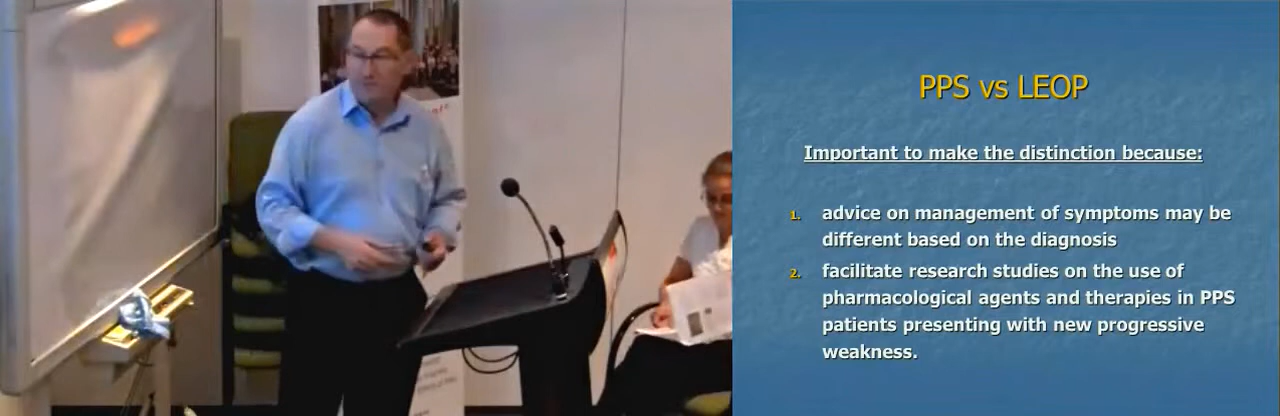 PPS vs LEOP
Important to make the distinction because:
1. advice on management of symptoms may be
different based on the diagnosis
2. facilitate research studies on the use of
pharmacological agents and therapies in PPS
patients presenting with new progressive
weakness.